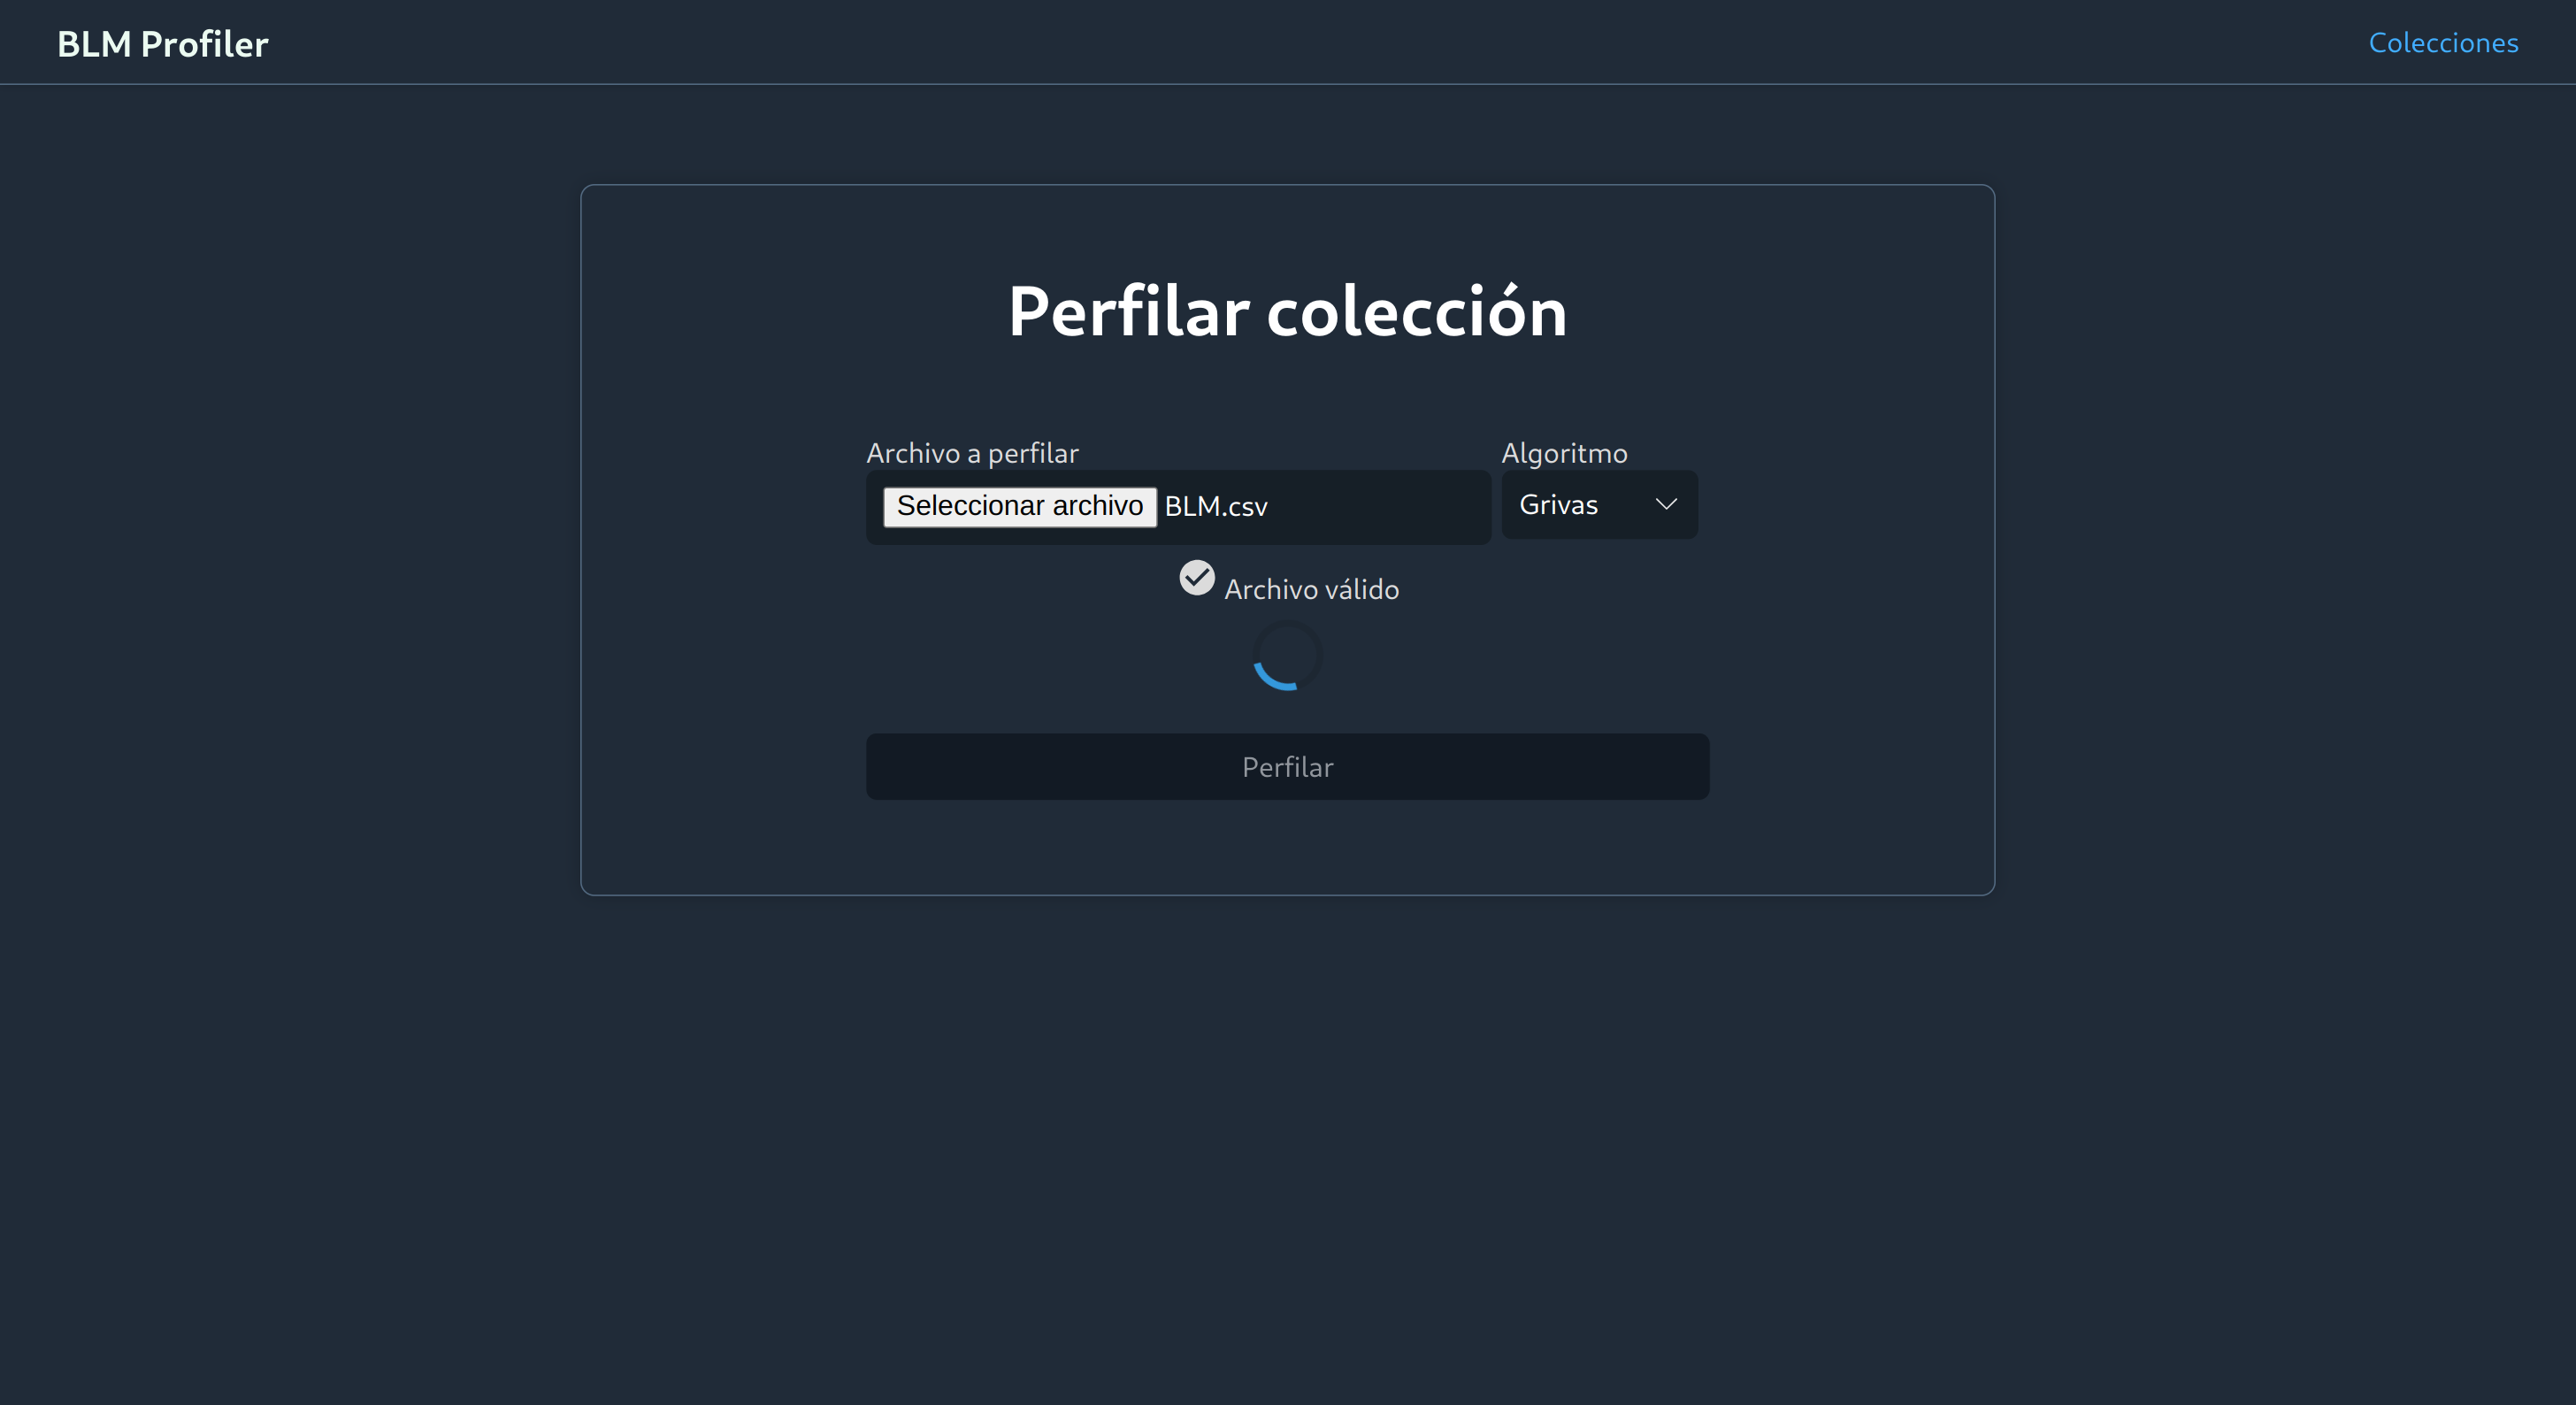 BLM Profiler
Colecciones
Perfilar colección
Archivo a perfilar
Algoritmo
Seleccionar archivo BLM.csv
Grivas
Archivo válido
Perfilar